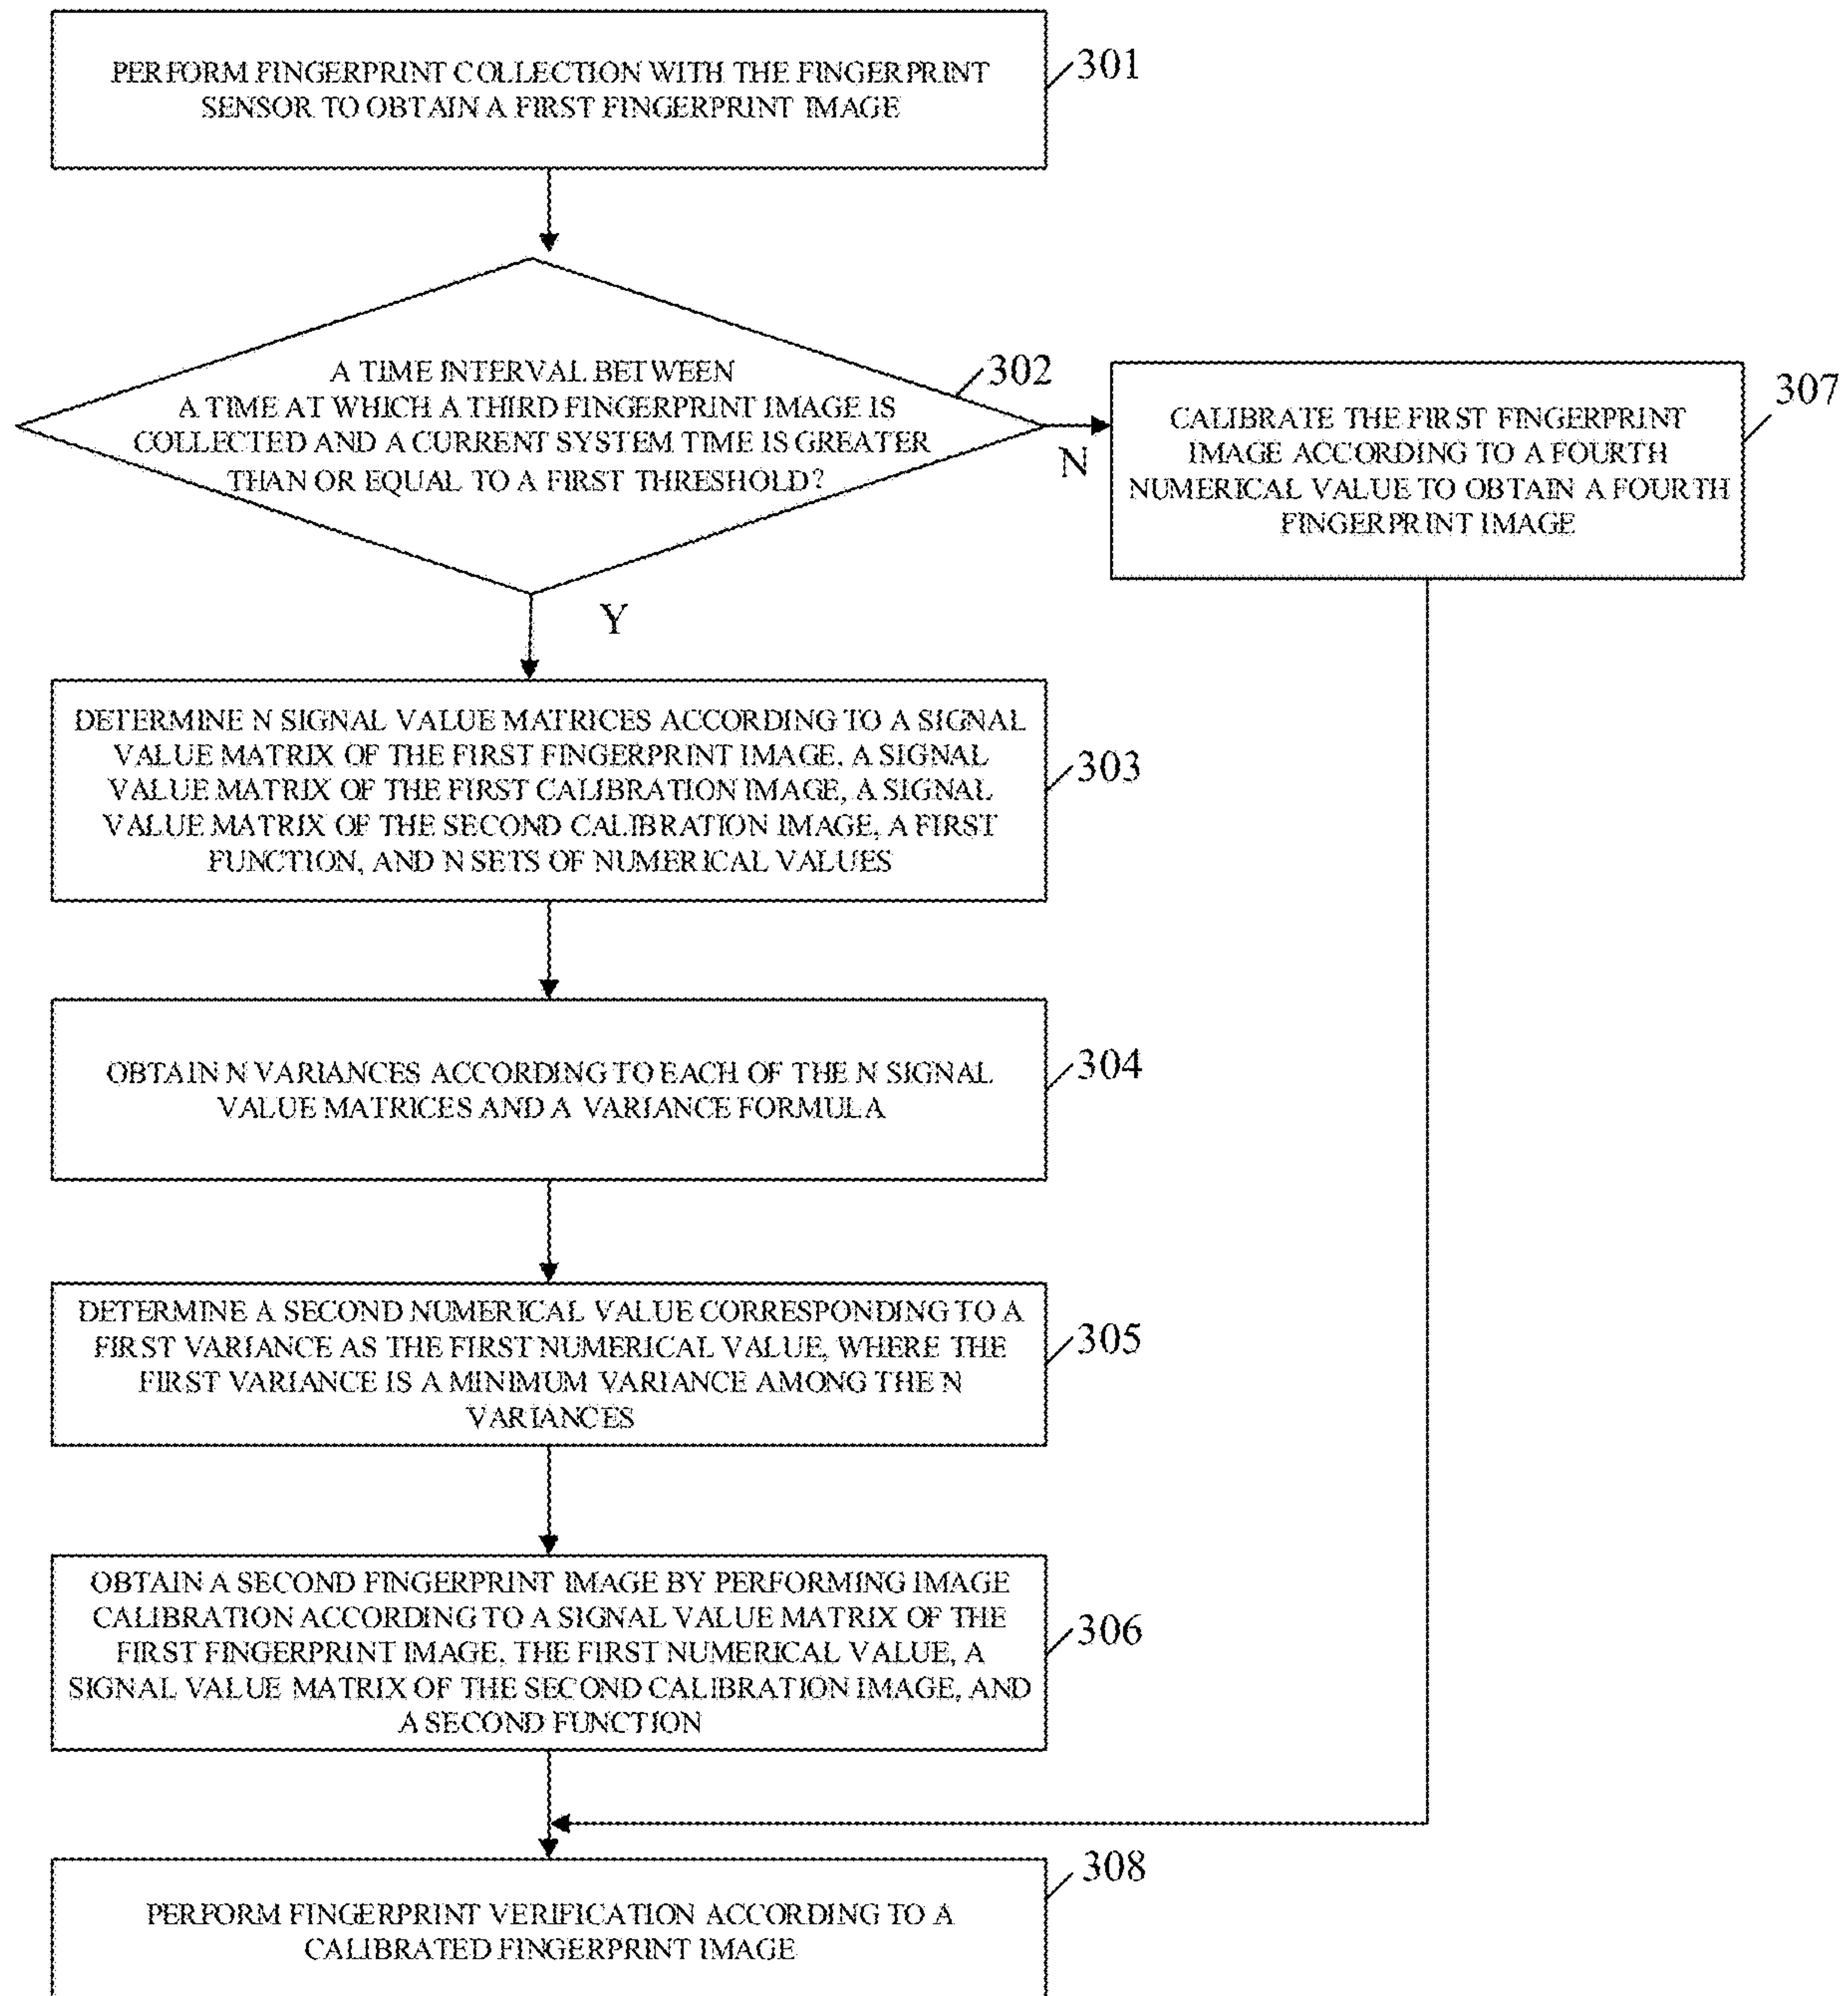 PERFORM FINGERPRINT COLLECTION WITH THE FINGERPRINT
SENSOR TO OBTAIN A FIRST FINGERPRINT IMAGE
301
A TIME INTERVAL BETWEEN
A TIME AT WHICH A THIRD FINGERPRINT IMAGE IS
COLLECTED AND A CURRENT SYSTEM TIME IS GREATER
THAN OR EQUAL TO A FIRST THRESHOLD?
302
N
CALIBRATE THE FIRST FINGERPRINT
IMAGE ACCORDING TO A FOURTH
NUMERICAL VALUE TO OBTAIN A FOURTH
FINGERPRINT IMAGE
307
Y
DETERMINE N SIGNAL VALUE MATRICES ACCORDING TO A SIGNAL
VALUE MATRIX OF THE FIRST FINGERPRINT IMAGE, A SIGNAL
VALUE MATRIX OF THE FIRST CALIBRATION IMAGE, A SIGNAL
VALUE MATRIX OF THE SECOND CALIBRATION IMAGE, A FIRST
FUNCTION, AND N SETS OF NUMERICAL VALUES
303
OBTAIN N VARIANCES ACCORDING TO EACH OF THE N SIGNAL
VALUE MATRICES AND A VARIANCE FORMULA
304
DETERMINE A SECOND NUMERICAL VALUE CORRESPONDING TO A
FIRST VARIANCE AS THE FIRST NUMERICAL VALUE, WHERE THE
FIRST VARIANCE IS A MINIMUM VARIANCE AMONG THE N
VARIANCES
305
OBTAIN A SECOND FINGERPRINT IMAGE BY PERFORMING IMAGE
CALIBRATION ACCORDING TO A SIGNAL VALUE MATRIX OF THE
FIRST FINGERPRINT IMAGE, THE FIRST NUMERICAL VALUE, A
SIGNAL VALUE MATRIX OF THE SECOND CALIBRATION IMAGE, AND
A SECOND FUNCTION
306
PERFORM FINGERPRINT VERIFICATION ACCORDING TO A
CALIBRATED FINGERPRINT IMAGE
308